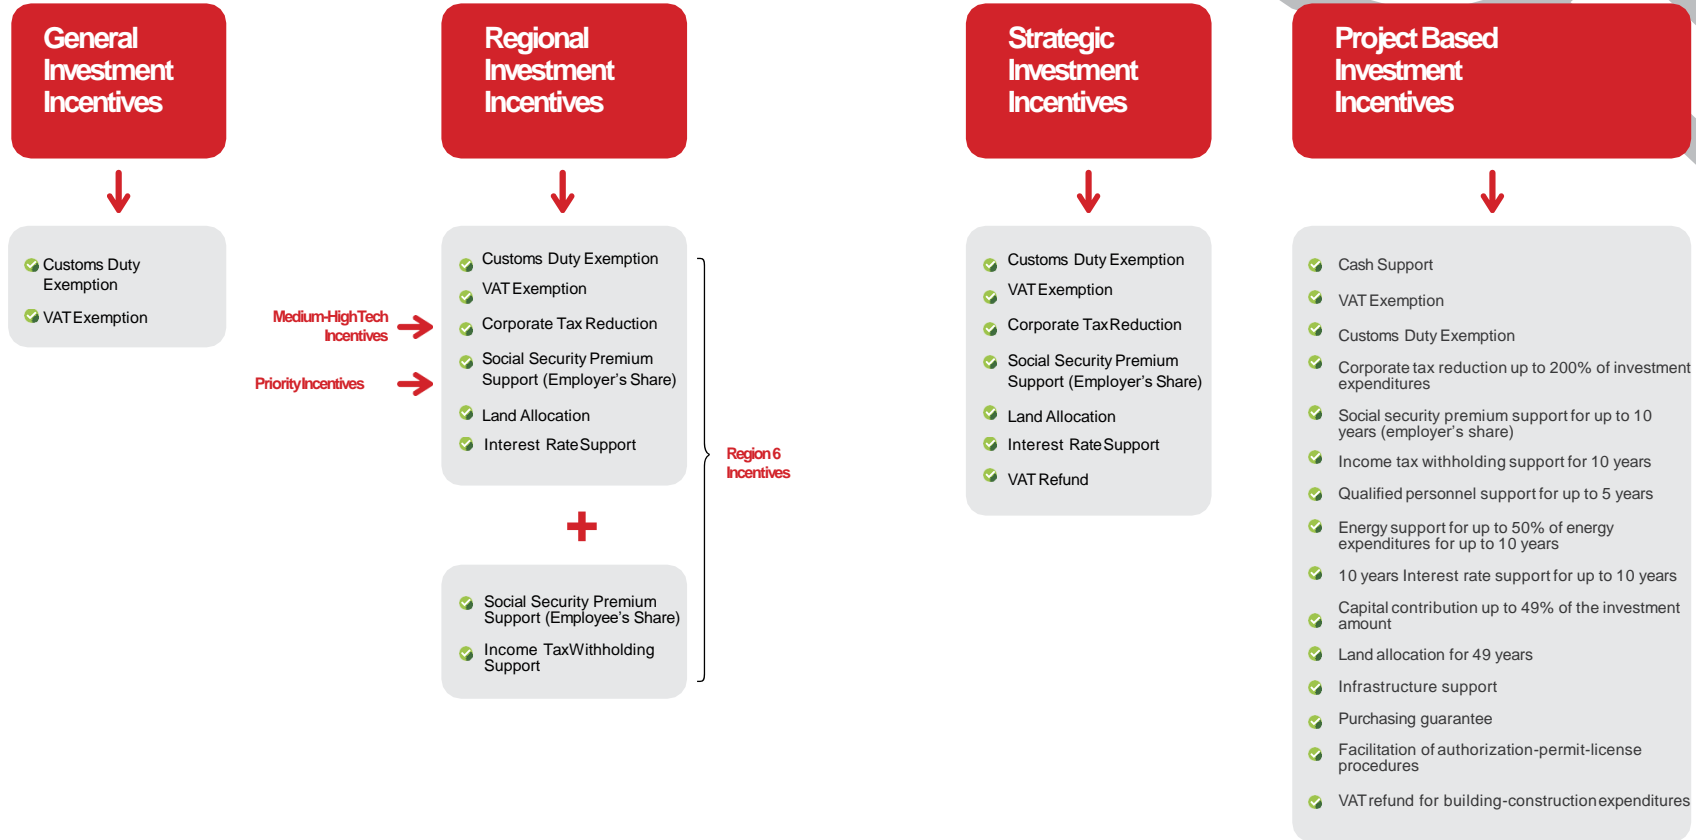 General
Investment
Incentives
Customs Duty
Exemption
VAT Exemption
Regional
Investment
Incentives
Medium-High Tech
Incentives
Priority Incentives
Customs Duty Exemption
VAT Exemption
Corporate Tax Reduction
Social Security Premium
Support (Employer's Share)
Land Allocation
Interest Rate Support
+
Social Security Premium
Support (Employee's Share)
Income Tax Withholding
Support
Region 6
Incentives
Strategic
Investment
Incentives
Customs Duty Exemption
VAT Exemption
Corporate Tax Reduction
Social Security Premium
Support (Employer's Share)
Land Allocation
Interest Rate Support
VAT Refund
Project Based
Investment
Incentives
Cash Support
VAT Exemption
Customs Duty Exemption
Corporate tax reduction up to 200% of investment
expenditures
Social security premium support for up to 10
years (employer's share)
Income tax withholding support for 10 years
Qualified personnel support for up to 5 years
Energy support for up to 50% of energy
expenditures for up to 10 years
10 years Interest rate support for up to 10 years
Capital contribution up to 49% of the investment
amount
Land allocation for 49 years
Infrastructure support
Purchasing guarantee
Facilitation of authorization-permit-license
procedures
VAT refund for building-construction expenditures